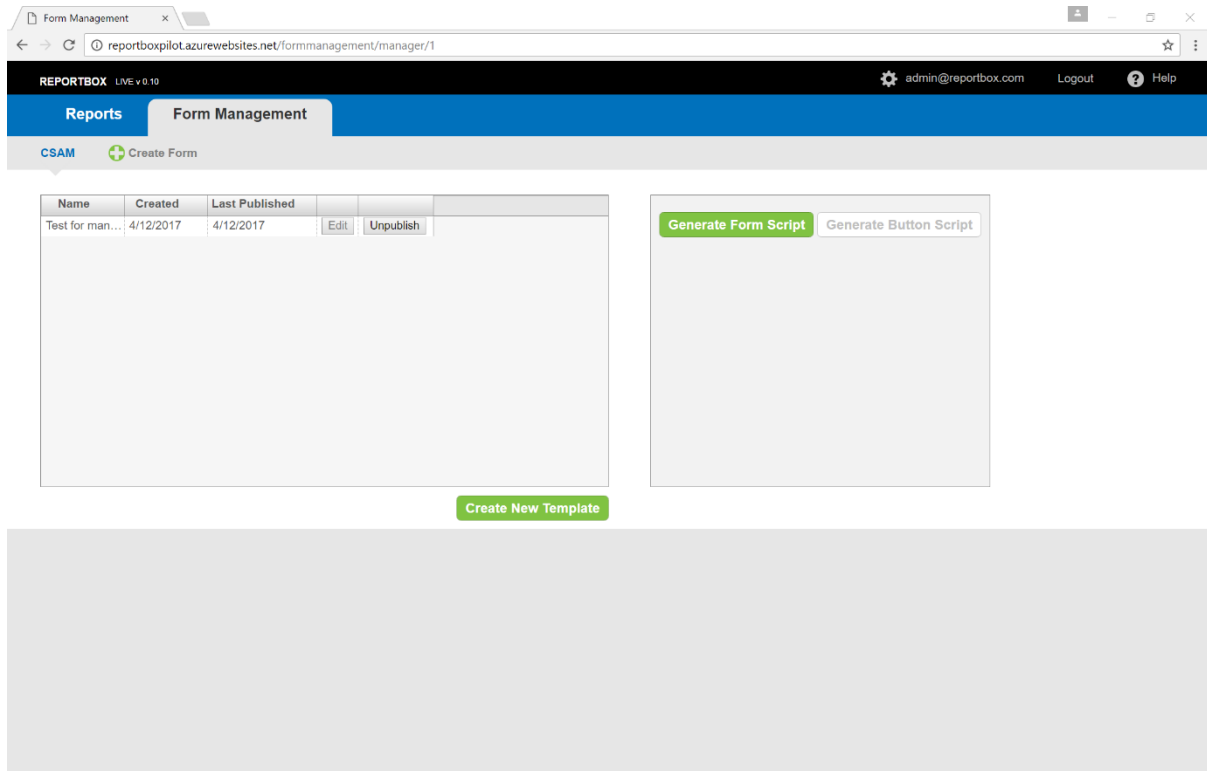 Form Management
reportboxpilot.azurewebsites.net/formmanagement/manager/1
REPORTBOX LIVE v 0.10 admin@reportbox.com Logout ? Help
Reports Form Management
CSAM Create Form
Name Created Last Published
Test for man... 4/12/2017 4/12/2017 Edit Unpublish
Generate Form Script Generate Button Script
Create New Template